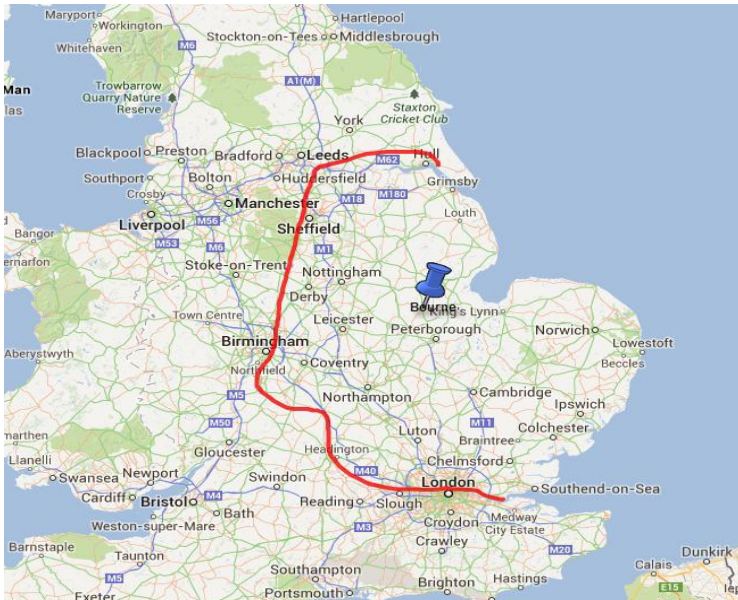 Maryport
Workington
Hartlepool
Stockton-on-Tees
Middlesbrough
M6
Whitehaven
Man
las
Trowbarrow
Quarry Nature
Reserve
A1(M)
Staxton
Cricket Club
York
Blackpool
Preston
Bradford
Leeds
M62
Hull
Southport
Bolton
Huddersfield
Grimsby
Crosby
Manchester
M18
M180
Louth
Liverpool
M56
Sheffield
M53
M6
M1
Bangor
ernarfon
Stoke-on-Trent
Nottingham
Derby
Bourne
King's Lynn
Town Centre
Leicester
Peterborough
Norwich
Birmingham
Lowestoft
Aberystwyth
Northfield
Coventry
Beccles
M5
Northampton
Cambridge
Ipswich
M50
M11
Colchester
marthen
Luton
Braintree
Gloucester
Headington
Chelmsford
Llanelli
Swansea
Newport
Swindon
M40
London
Southend-on-Sea
Cardiff
Bristol
M4
Reading
Slough
Bath
Croydon
Medway
City Estate
Weston-super-Mare
M3
Crawley
M20
Barnstaple
Taunton
Dunkirk
M5
Southampton
Hastings
Calais
Exeter
Portsmouth
Brighton
E15
lep